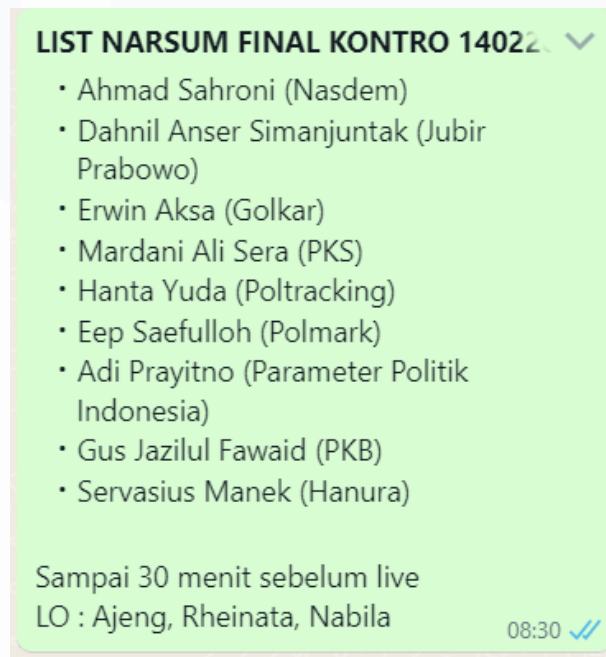 LIST NARSUM FINAL KONTRO 14022
• Ahmad Sahroni (Nasdem)
• Dahnil Anser Simanjuntak (Jubir
Prabowo)
• Erwin Aksa (Golkar)
• Mardani Ali Sera (PKS)
• Hanta Yuda (Poltracking)
• Eep Saefulloh (Polmark)
• Adi Prayitno (Parameter Politik
Indonesia)
• Gus Jazilul Fawaid (PKB)
• Servasius Manek (Hanura)
Sampai 30 menit sebelum live
LO : Ajeng, Rheinata, Nabila
08:30